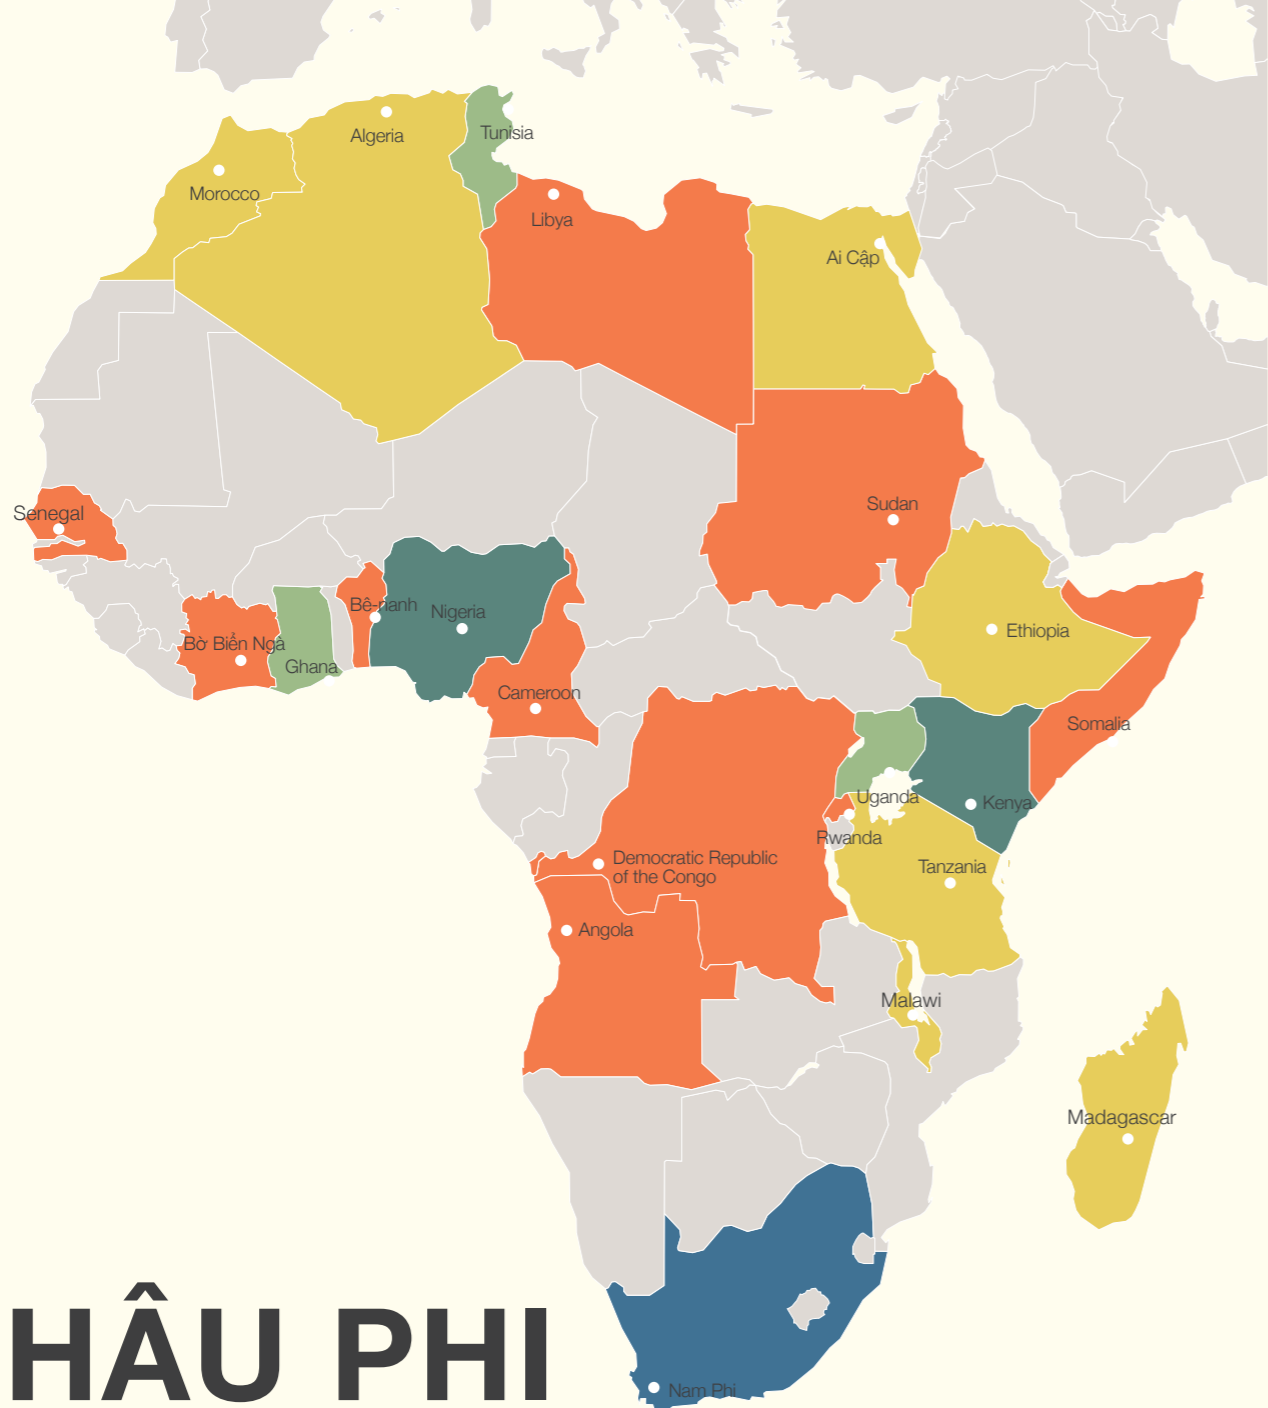 Algeria
Tunisia
Morocco
Libya
Ai Cập
Senegal
Sudan
Bê-nanh
Nigeria
Ethiopia
Bờ Biển Ngà
Ghana
Cameroon
Somalia
Uganda
Kenya
Rwanda
Democratic Republic
of the Congo
Tanzania
Angola
Malawi
Madagascar
HÂU PHI
Nam Phi